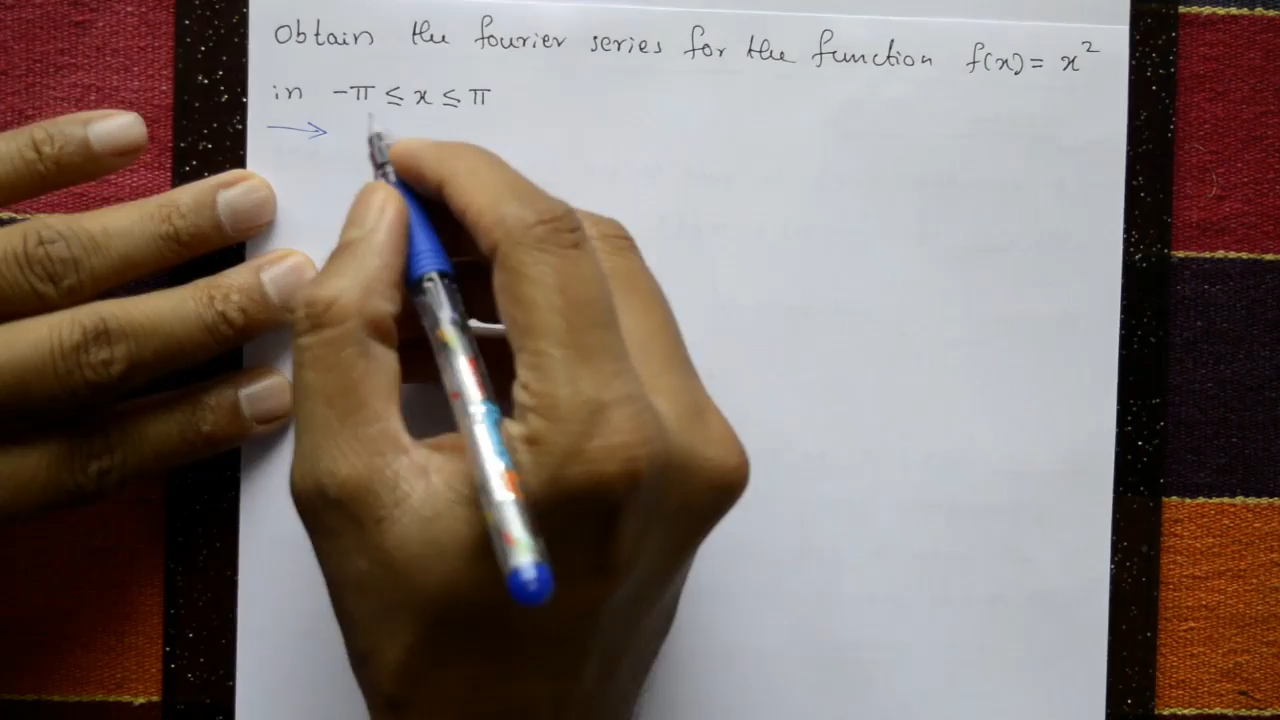 Obtain the fourier series for the function f(x) = x²
in -π ≤ x ≤ π
→